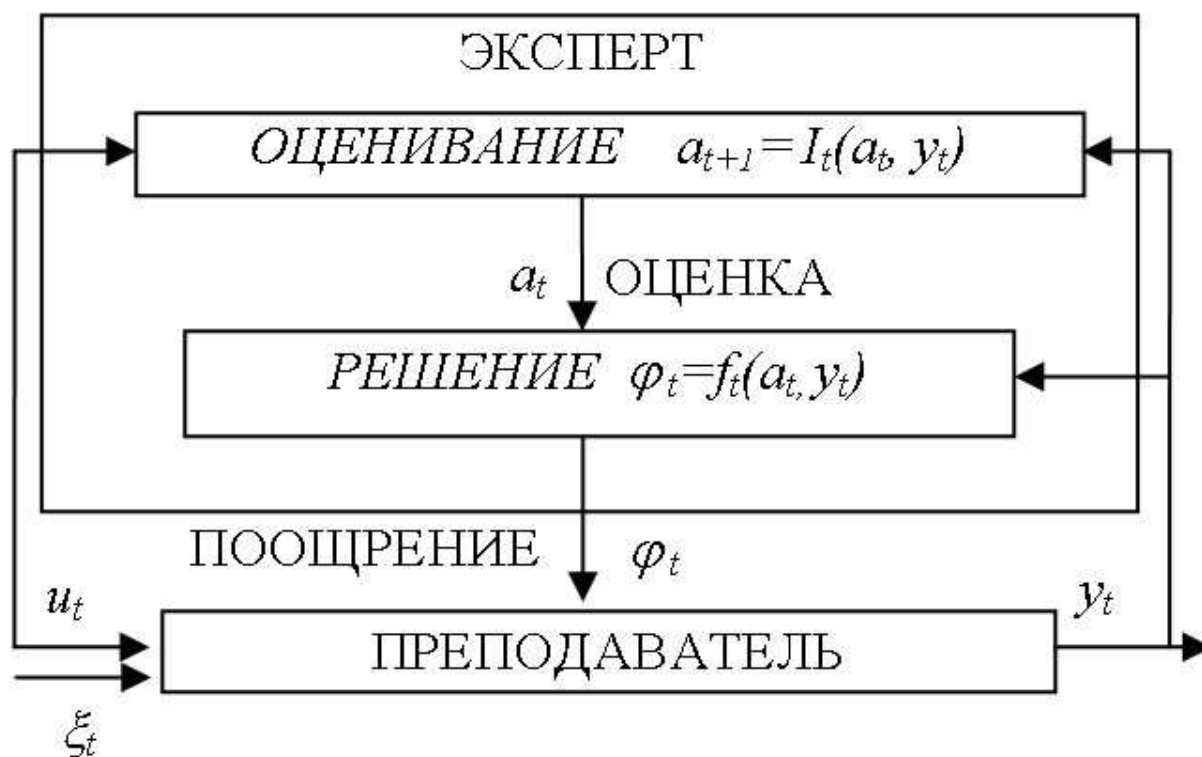 ЭКСПЕРТ
ОЦЕНИВАНИЕ a_{t+1}=I_t(a_t, y_t)
a_t ОЦЕНКА
РЕШЕНИЕ φ_t=f_t(a_t, y_t)
ПООЩРЕНИЕ φ_t
u_t
y_t
ПРЕПОДАВАТЕЛЬ
ξ_t